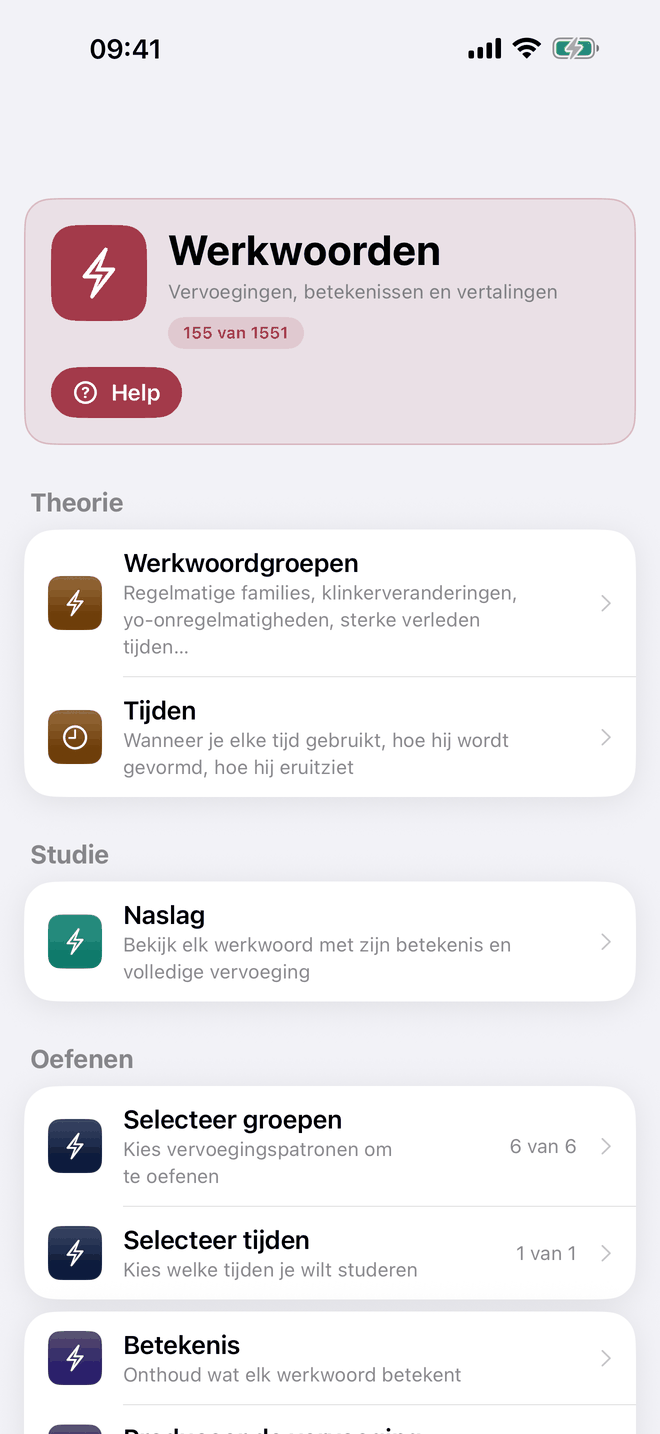 09:41
Werkwoorden
Vervoegingen, betekenissen en vertalingen
155 van 1551
Help
Theorie
Werkwoordgroepen
Regelmatige families, klinkerveranderingen,
yo-onregelmatigheden, sterke verleden
tijden...
Tijden
Wanneer je elke tijd gebruikt, hoe hij wordt
gevormd, hoe hij eruitziet
Studie
Naslag
Bekijk elk werkwoord met zijn betekenis en
volledige vervoeging
Oefenen
Selecteer groepen
Kies vervoegingspatronen om
te oefenen
6 van 6
Selecteer tijden
Kies welke tijden je wilt studeren
1 van 1
Betekenis
Onthoud wat elk werkwoord betekent